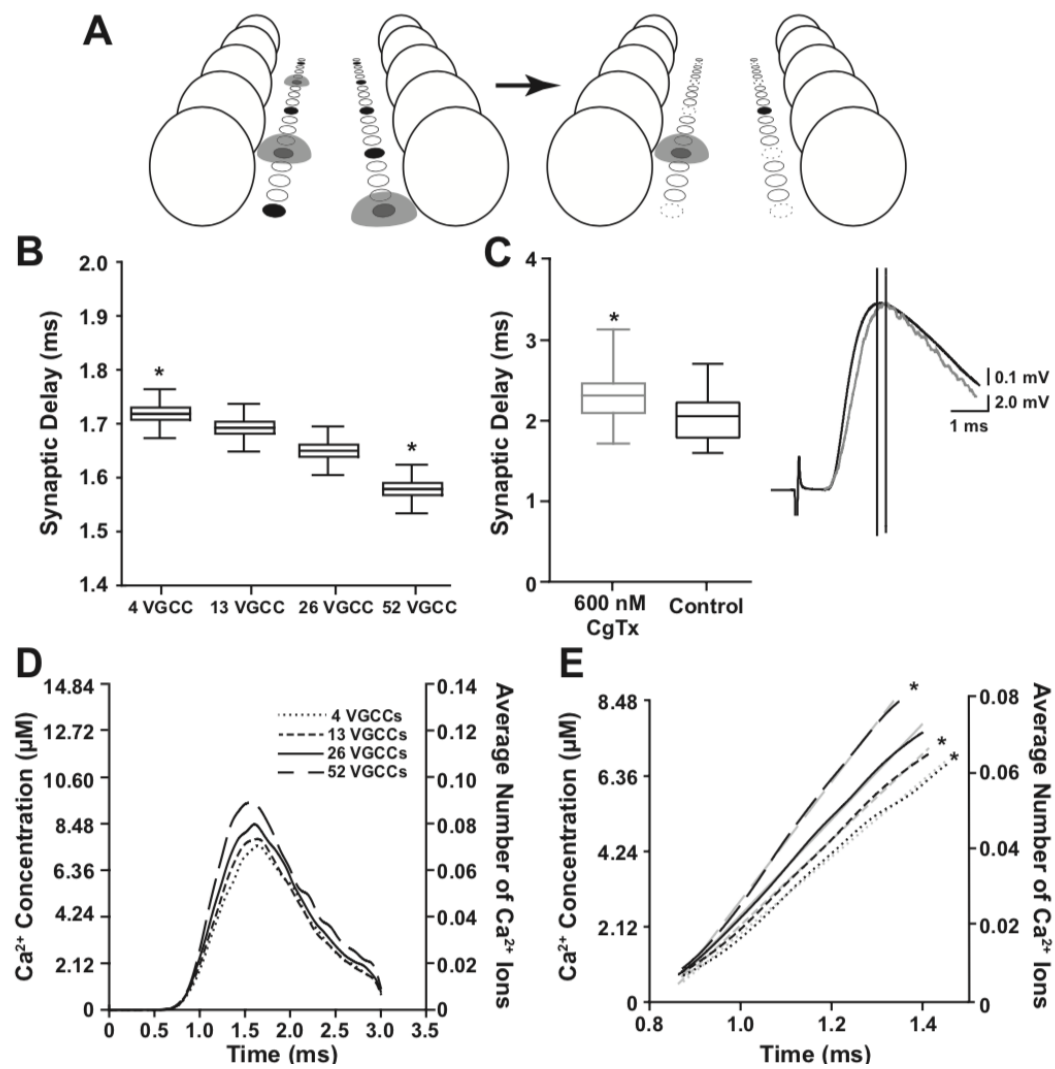 A
B
Synaptic Delay (ms)
2.0
1.9
1.8
1.7
1.6
1.5
1.4
*
*
4 VGCC
13 VGCC
26 VGCC
52 VGCC
C
Synaptic Delay (ms)
4
3
2
1
0
*
600 nM
CgTx
Control
0.1 mV
2.0 mV
1 ms
D
Ca²⁺ Concentration (µM)
14.84
12.72
10.60
8.48
6.36
4.24
2.12
0
4 VGCCs
13 VGCCs
26 VGCCs
52 VGCCs
0.14
0.12
0.10
0.08
0.06
0.04
0.02
0
Average Number of Ca²⁺ Ions
0
0.5
1.0
1.5
2.0
2.5
3.0
3.5
Time (ms)
E
Ca²⁺ Concentration (µM)
8.48
6.36
4.24
2.12
0
*
*
*
0.08
0.06
0.04
0.02
0
Average Number of Ca²⁺ Ions
0.8
1.0
1.2
1.4
Time (ms)